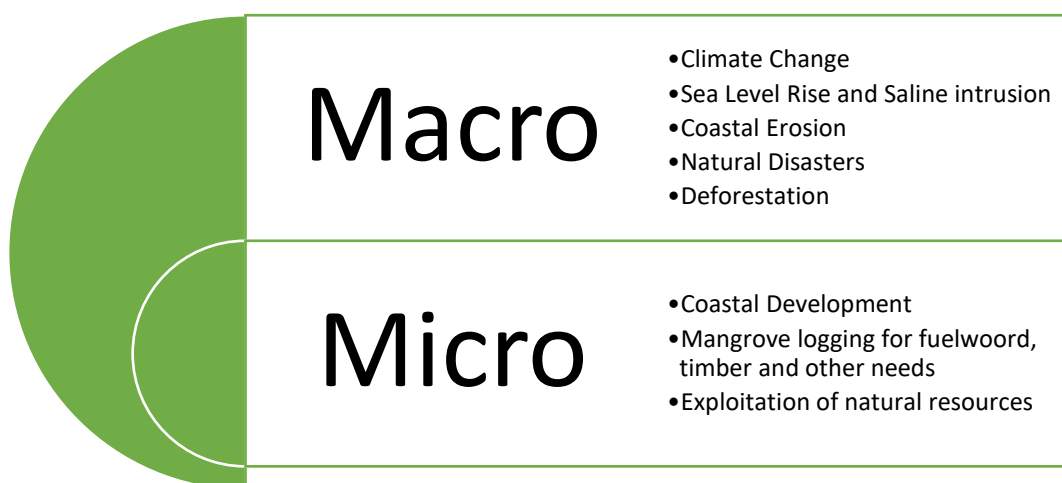 Macro
•Climate Change
•Sea Level Rise and Saline intrusion
•Coastal Erosion
•Natural Disasters
•Deforestation
Micro
•Coastal Development
•Mangrove logging for fuelwoord,
timber and other needs
•Exploitation of natural resources